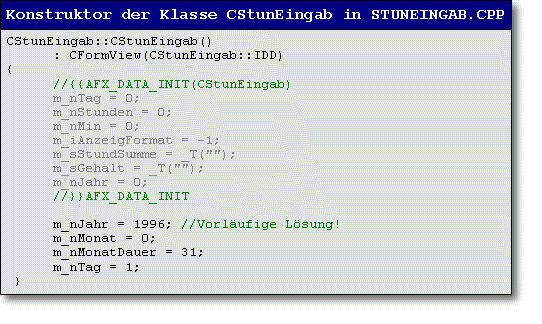 Konstruktor der Klasse CStunEingab in STUNEINGAB.CPP
CStunEingab::CStunEingab()
: CFormView(CStunEingab::IDD)
{
//{{AFX_DATA_INIT(CStunEingab)
m_nTag = 0;
m_nStunden = 0;
m_nMin = 0;
m_iAnzeigFormat = -1;
m_sStundSumme = _T("");
m_sGehalt = _T("");
m_nJahr = 0;
//}}AFX_DATA_INIT
m_nJahr = 1996; //Vorläufige Lösung!
m_nMonat = 0;
m_nMonatDauer = 31;
m_nTag = 1;
}